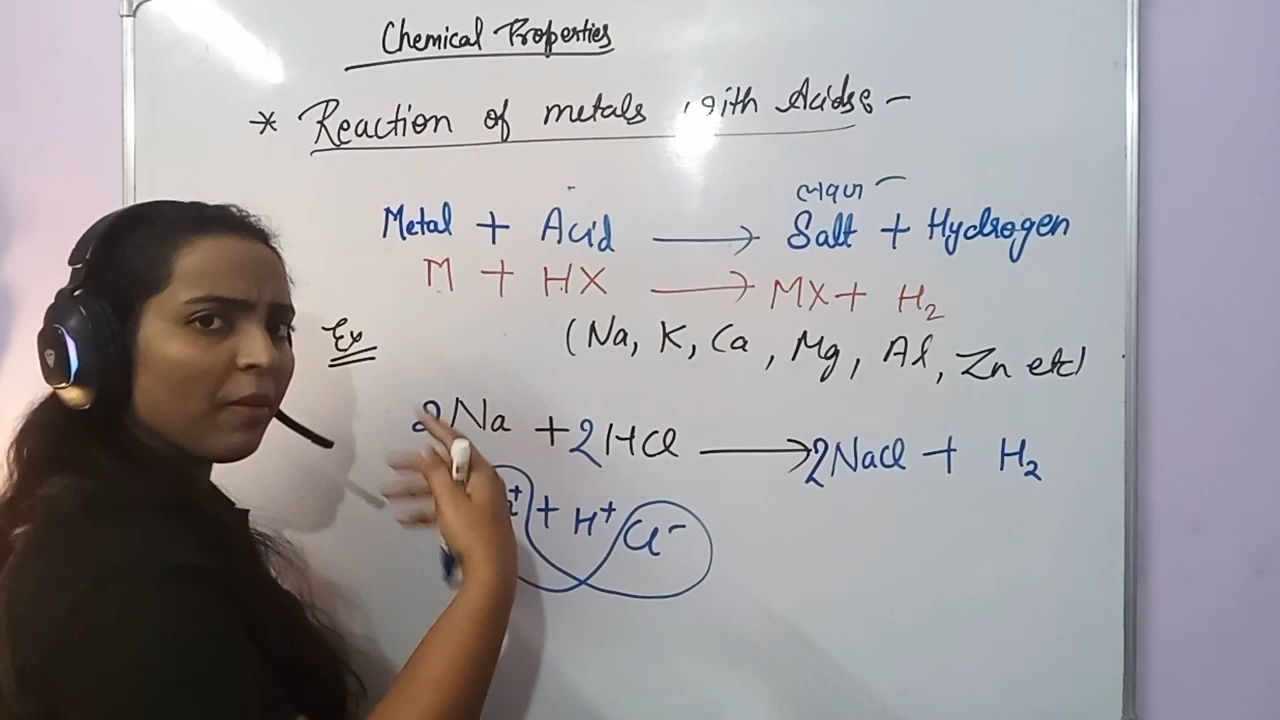 Chemical Properties
* Reaction of metals with Acids -
लवण
Metal + Acid → Salt + Hydrogen
M + HX → MX + H₂
Ex
(Na, K, Ca, Mg, Al, Zn etc)
2Na + 2HCl → 2NaCl + H₂
+ H⁺ Cl⁻